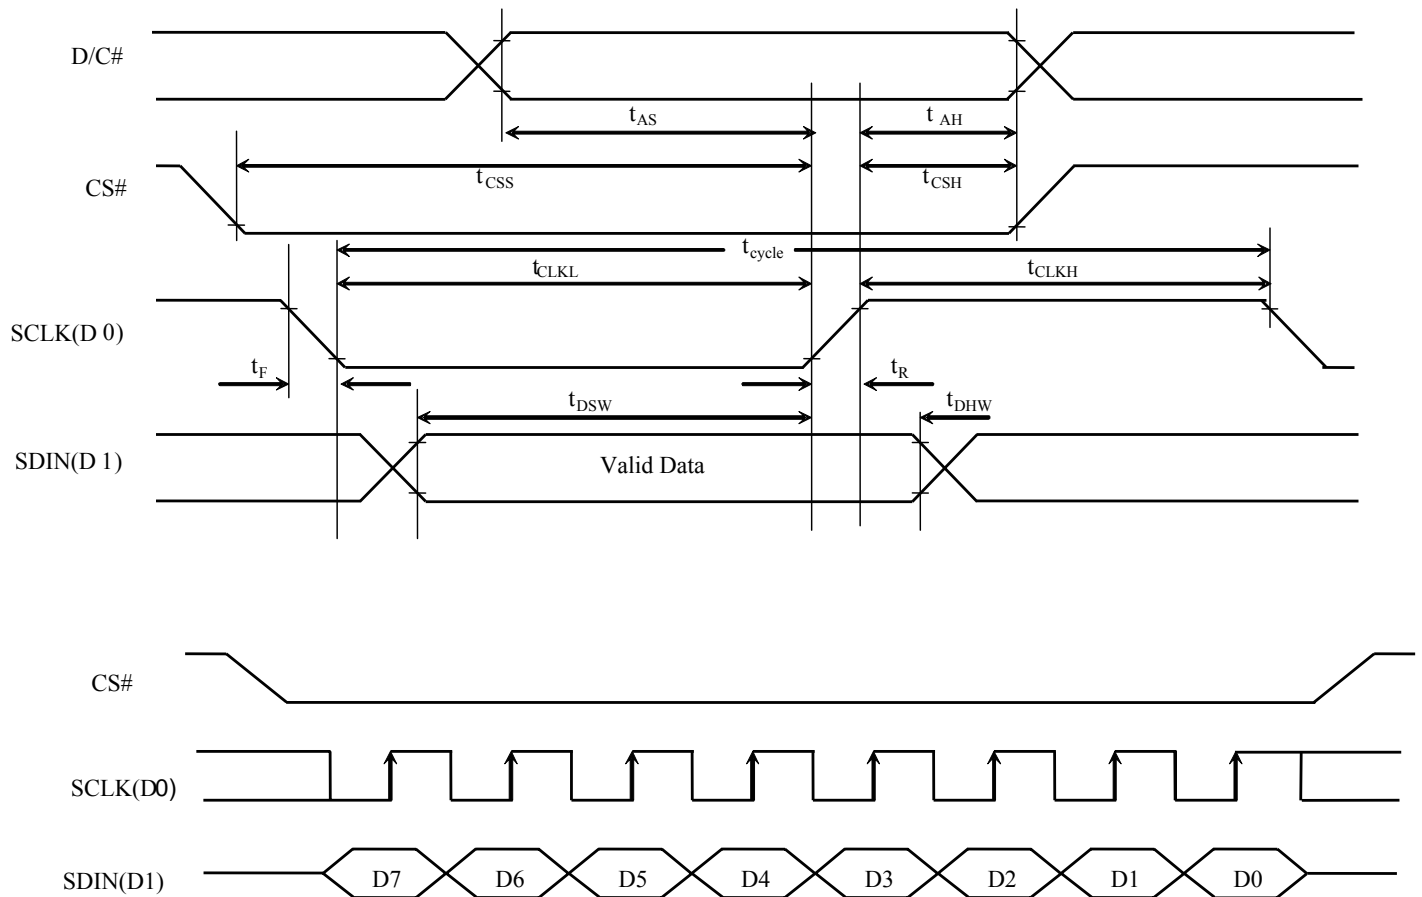 D/C#
tAS
t AH
CS#
tCSS
tCSH
tcycle
tCLKL
tCLKH
SCLK(D 0)
tF
tR
tDSW
tDHW
SDIN(D 1)
Valid Data
CS#
SCLK(D0)
SDIN(D1)
D7 D6 D5 D4 D3 D2 D1 D0